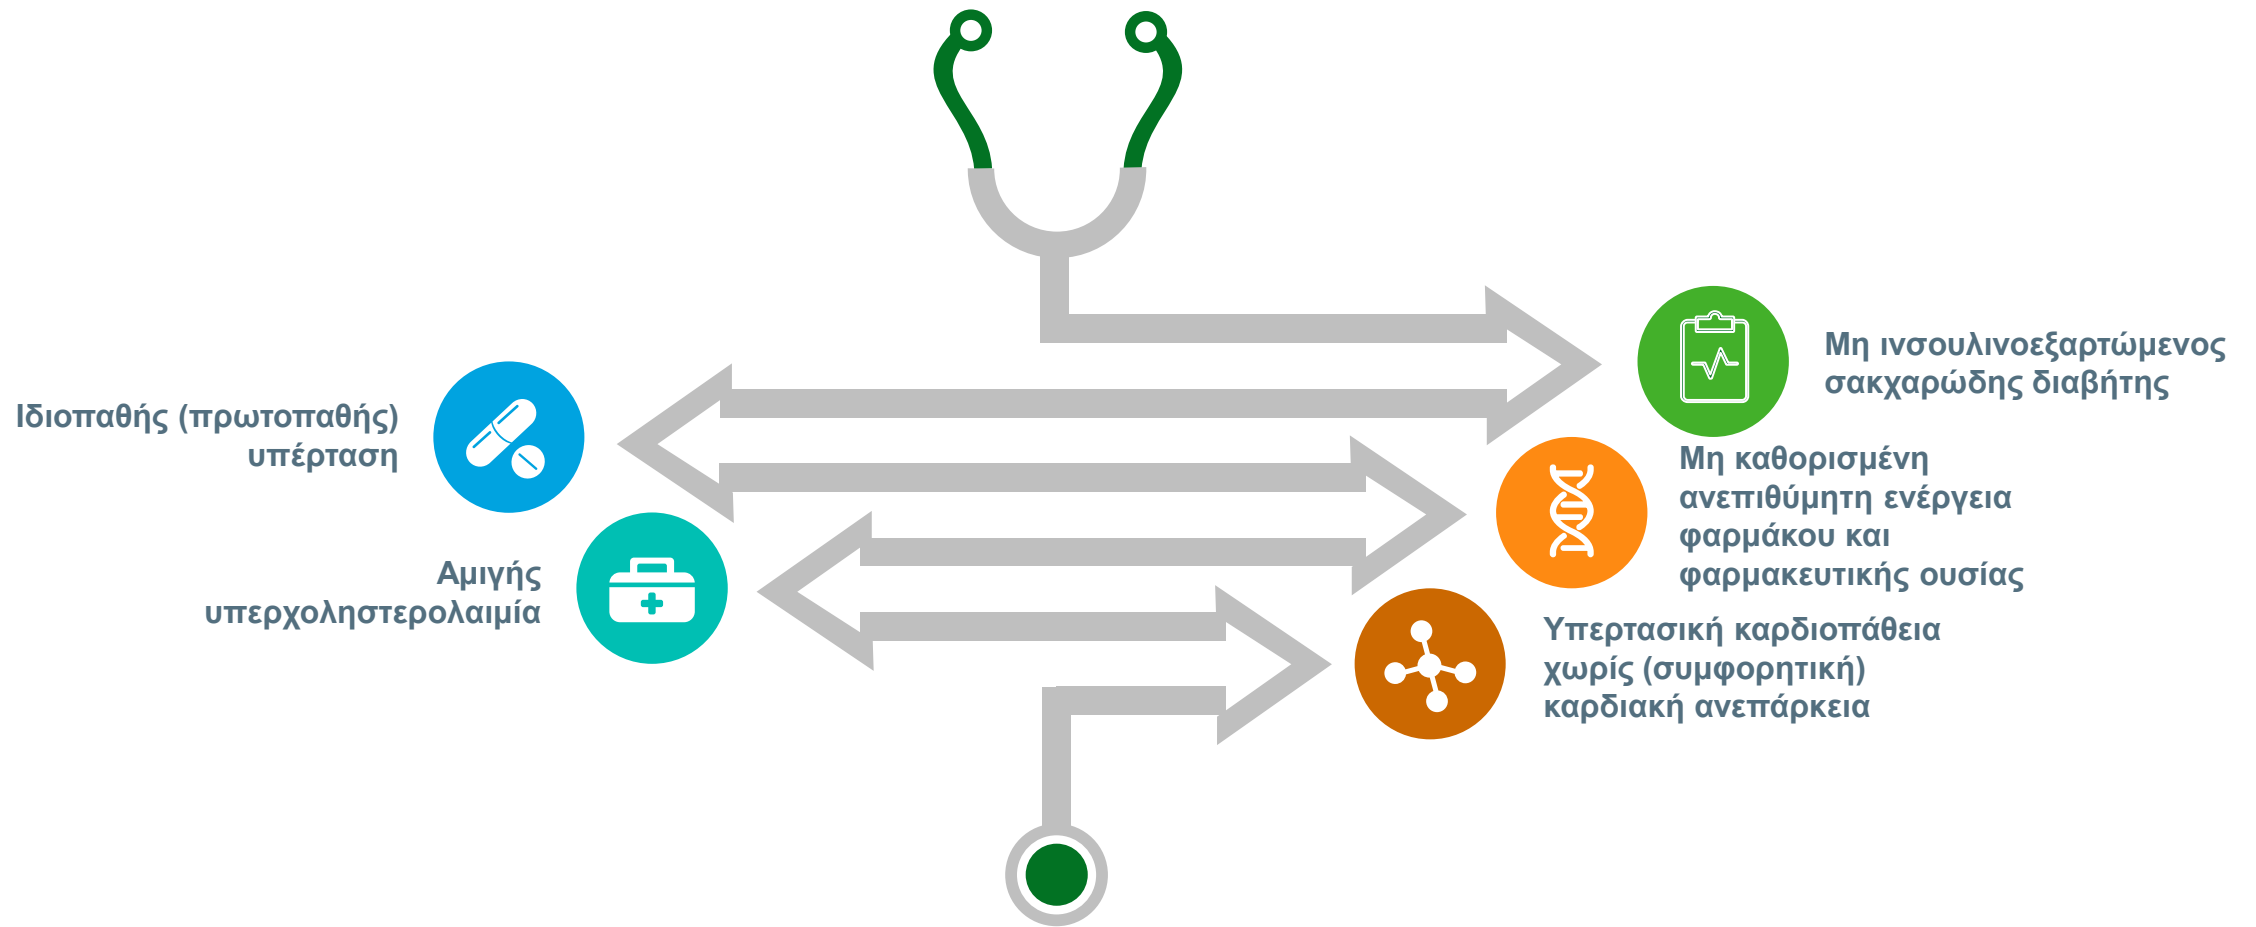 Μη ινσουλινοεξαρτώμενος
σακχαρώδης διαβήτης
Ιδιοπαθής (πρωτοπαθής)
υπέρταση
Μη καθορισμένη
ανεπιθύμητη ενέργεια
φαρμάκου και
φαρμακευτικής ουσίας
Αμιγής
υπερχοληστερολαιμία
Υπερτασική καρδιοπάθεια
χωρίς (συμφορητική)
καρδιακή ανεπάρκεια